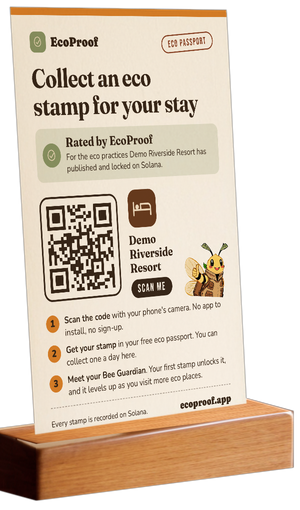 EcoProof
ECO PASSPORT
Collect an eco
stamp for your stay
Rated by EcoProof
For the eco practices Demo Riverside Resort has
published and locked on Solana.
Demo
Riverside
Resort
SCAN ME
1 Scan the code with your phone's camera. No app to
install, no sign-up.
2 Get your stamp in your free eco passport. You can
collect one a day here.
3 Meet your Bee Guardian. Your first stamp unlocks it,
and it levels up as you visit more eco places.
Every stamp is recorded on Solana.
ecoproof.app